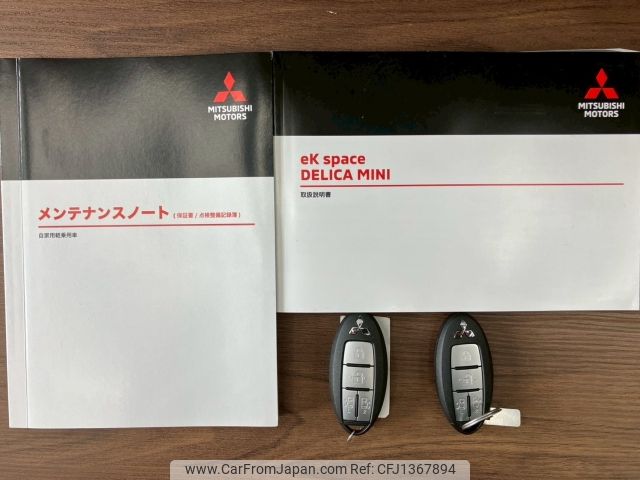 MITSUBISHI
MOTORS
メンテナンスノート (保証書 / 点検整備記録簿)
自家用軽乗用車
MITSUBISHI
MOTORS
eK space
DELICA MINI
取扱説明書
www.CarFromJapan.com - CFJ1367894